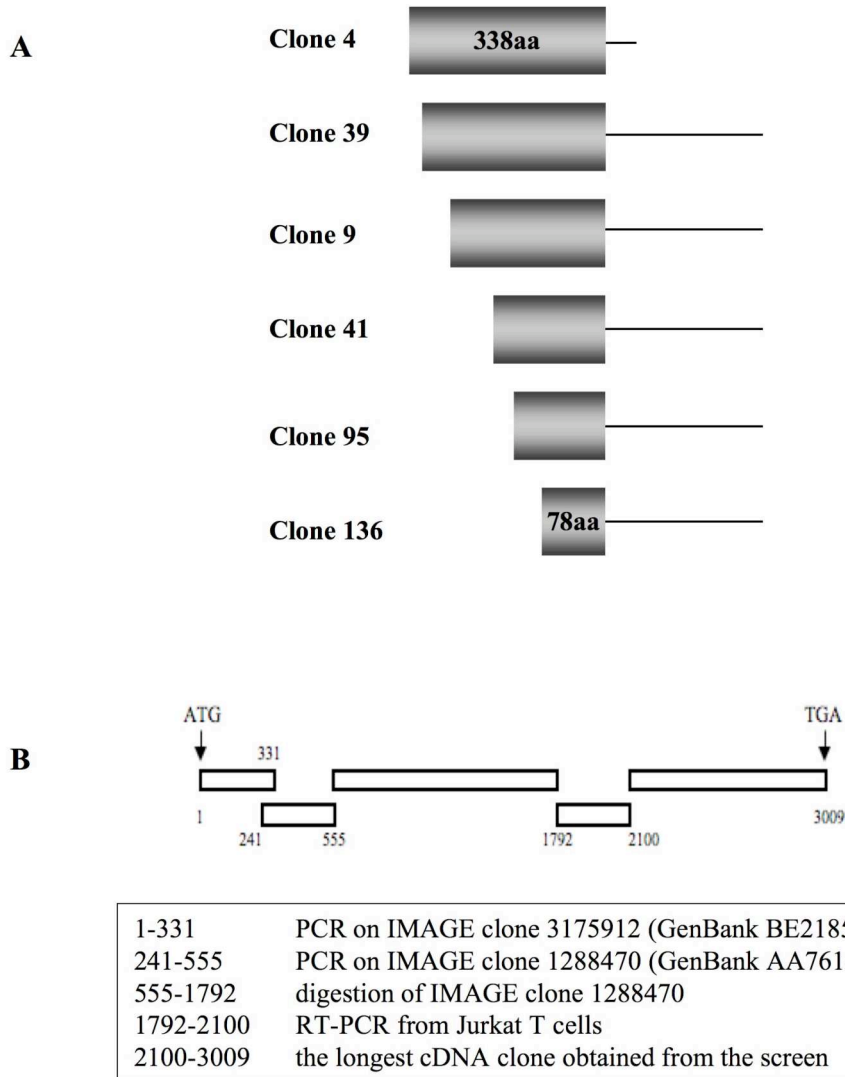 A
Clone 4
338aa
Clone 39
Clone 9
Clone 41
Clone 95
Clone 136
78aa
B
ATG
TGA
331
1
241
555
1792
2100
3009
1-331 PCR on IMAGE clone 3175912 (GenBank BE2185
241-555 PCR on IMAGE clone 1288470 (GenBank AA761
555-1792 digestion of IMAGE clone 1288470
1792-2100 RT-PCR from Jurkat T cells
2100-3009 the longest cDNA clone obtained from the screen